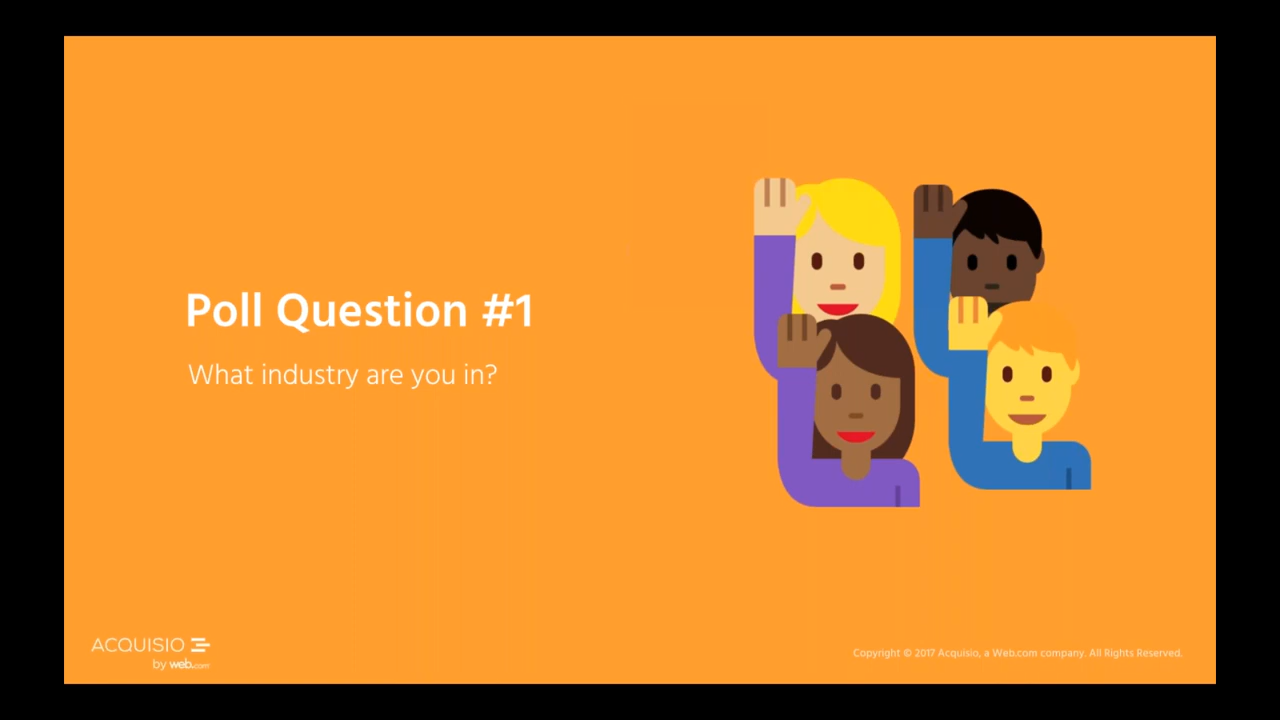 Poll Question #1
What industry are you in?
ACQUISIO
by web.com
Copyright © 2017 Acquisio, a Web.com company. All Rights Reserved.